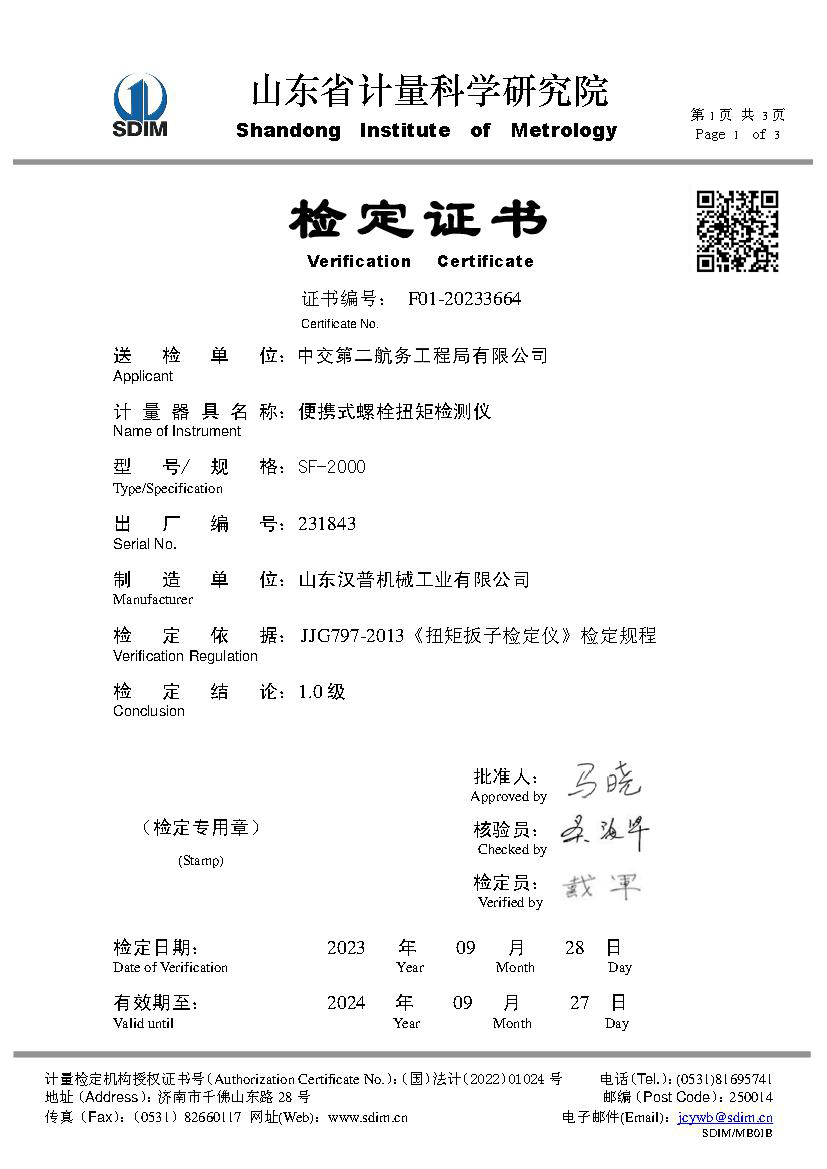 山东省计量科学研究院
SDIM
Shandong Institute of Metrology
第 1 页 共 3 页
Page 1 of 3
检定证书
Verification Certificate
证书编号： F01-20233664
Certificate No.
送检单位：中交第二航务工程局有限公司
Applicant
计量器具名称：便携式螺栓扭矩检测仪
Name of Instrument
型号/规格：SF-2000
Type/Specification
出厂编号：231843
Serial No.
制造单位：山东汉普机械工业有限公司
Manufacturer
检定依据：JJG797-2013《扭矩扳子检定仪》检定规程
Verification Regulation
检定结论：1.0 级
Conclusion
批准人： 马晓
Approved by
（检定专用章）
(Stamp)
核验员：
Checked by
检定员： 戴军
Verified by
检定日期： 2023 年 09 月 28 日
Date of Verification Year Month Day
有效期至： 2024 年 09 月 27 日
Valid until Year Month Day
计量检定机构授权证书号(Authorization Certificate No.)：(国)法计(2022)01024 号 电话(Tel.)：(0531)81695741
地址 (Address)：济南市千佛山东路 28 号 邮编 (Post Code)：250014
传真 (Fax)：(0531) 82660117 网址(Web)：www.sdim.cn 电子邮件(Email)：jcywb@sdim.cn
SDIM/MB01B